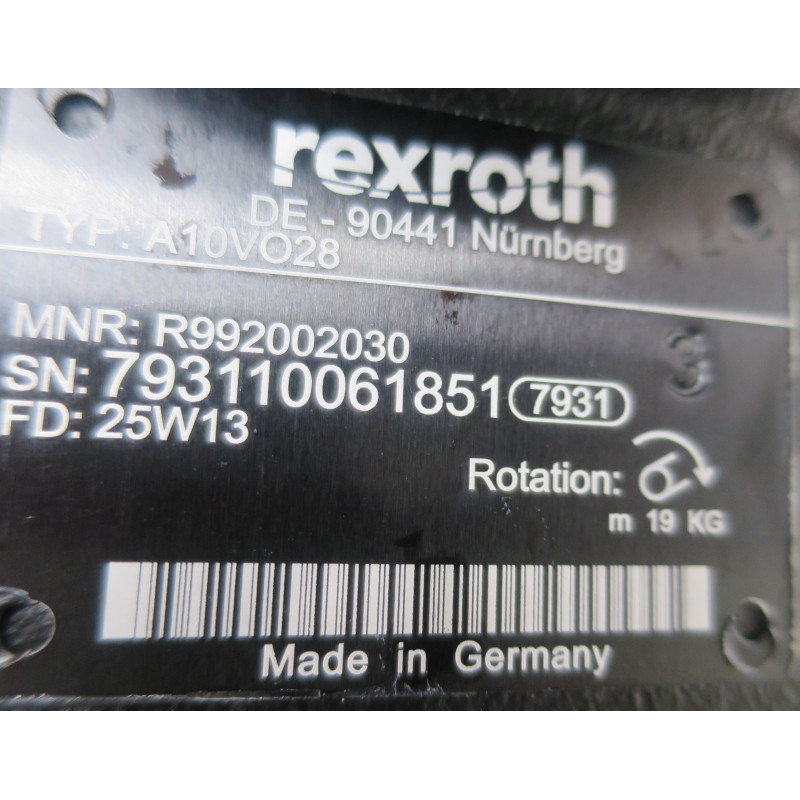 rexroth
DE - 90441 Nürnberg
TYP: A10VO28
MNR: R992002030
3
SN: 793110061851 7931
FD: 25W13
Rotation:
m 19 KG
Made in Germany